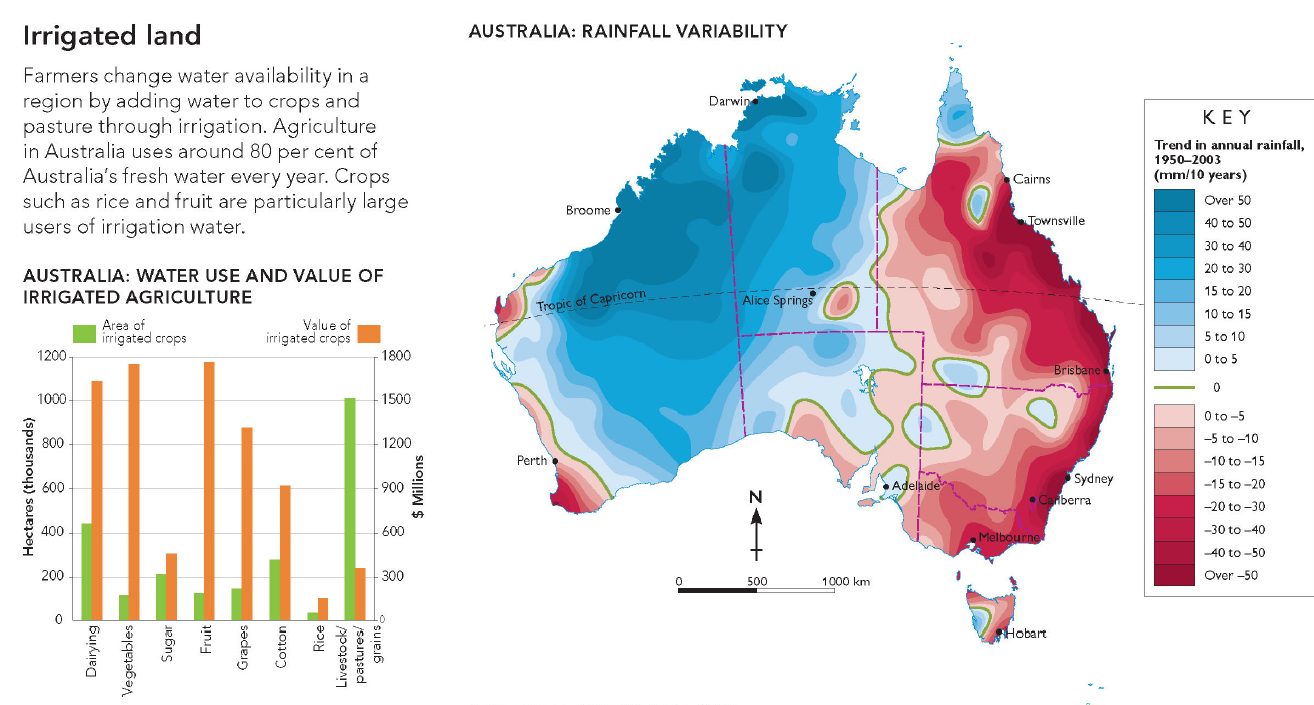 Irrigated land
Farmers change water availability in a
region by adding water to crops and
pasture through irrigation. Agriculture
in Australia uses around 80 per cent of
Australia's fresh water every year. Crops
such as rice and fruit are particularly large
users of irrigation water.
AUSTRALIA: WATER USE AND VALUE OF
IRRIGATED AGRICULTURE
Area of
irrigated crops
Value of
irrigated crops
Hectares (thousands)
1200
1000
800
600
400
200
0
1800
1500
1200
900
600
300
0
$ Millions
Dairying
Vegetables
Sugar
Fruit
Grapes
Cotton
Rice
Livestock/
pastures/
grains
AUSTRALIA: RAINFALL VARIABILITY
Darwin
Broome
Cairns
Townsville
Tropic of Capricorn
Alice Springs
Brisbane
Perth
Adelaide
Sydney
Canberra
Melbourne
Hobart
N
0 500 1000 km
KEY
Trend in annual rainfall,
1950–2003
(mm/10 years)
Over 50
40 to 50
30 to 40
20 to 30
15 to 20
10 to 15
5 to 10
0 to 5
0
0 to –5
–5 to –10
–10 to –15
–15 to –20
–20 to –30
–30 to –40
–40 to –50
Over –50